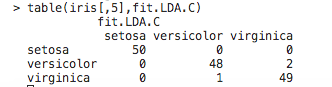 > table(iris[,5],fit.LDA.C)
fit.LDA.C
setosa versicolor virginica
setosa 50 0 0
versicolor 0 48 2
virginica 0 1 49